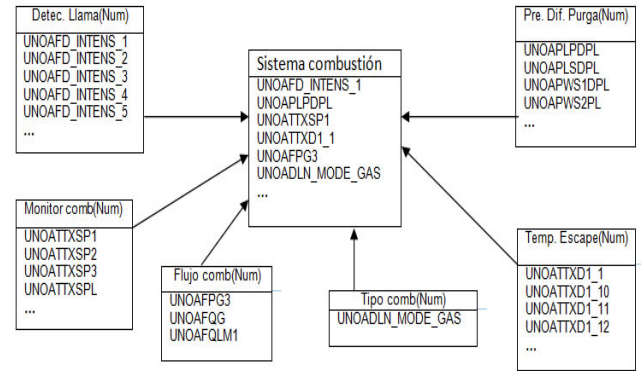 Detec. Llama(Num)
UNOAFD_INTENS_1
UNOAFD_INTENS_2
UNOAFD_INTENS_3
UNOAFD_INTENS_4
UNOAFD_INTENS_5
...
Sistema combustión
UNOAFD_INTENS_1
UNOAPLPDPL
UNOATTXSP1
UNOATTXD1_1
UNOAFPG3
UNOADLN_MODE_GAS
...
Pre. Dif. Purga(Num)
UNOAPLPDPL
UNOAPLSDPL
UNOAPWS1DPL
UNOAPWS2PL
...
Monitor comb(Num)
UNOATTXSP1
UNOATTXSP2
UNOATTXSP3
UNOATTXSPL
...
Flujo comb(Num)
UNOAFPG3
UNOAFQG
UNOAFQLM1
Tipo comb(Num)
UNOADLN_MODE_GAS
Temp. Escape(Num)
UNOATTXD1_1
UNOATTXD1_10
UNOATTXD1_11
UNOATTXD1_12
...